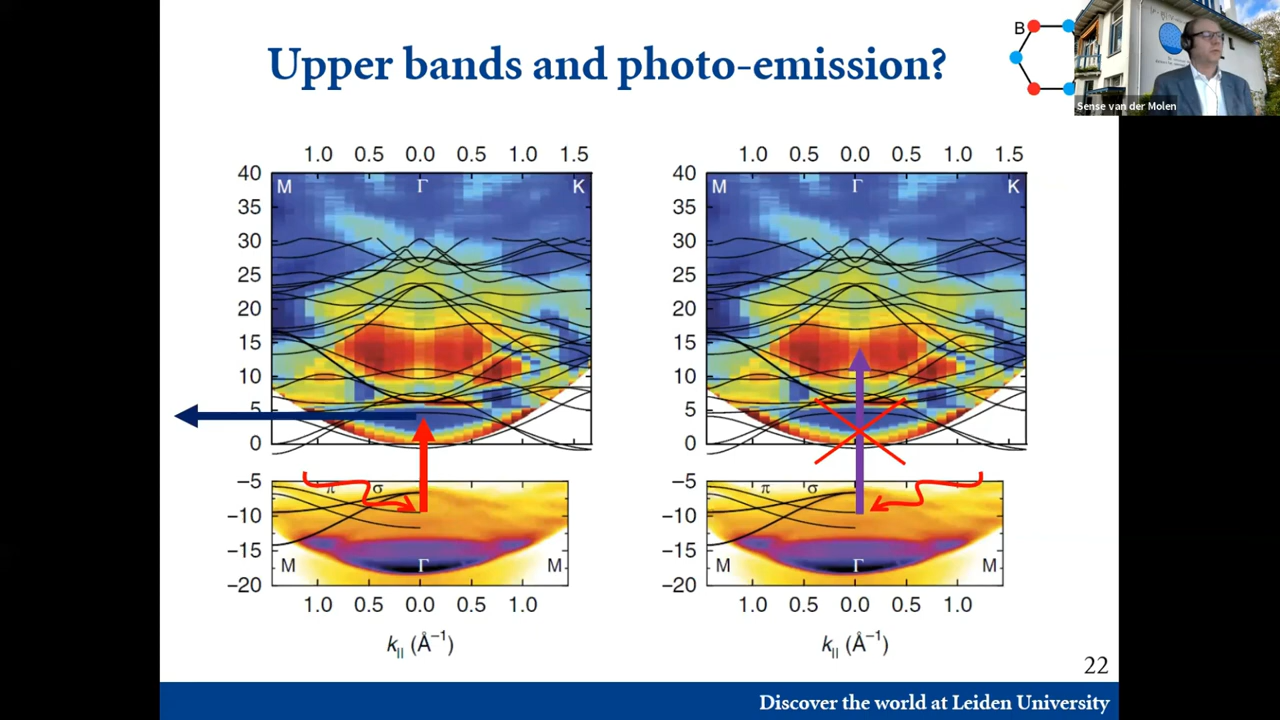 Upper bands and photo-emission?
B
Sense van der Molen
1.0 0.5 0.0 0.5 1.0 1.5
40
35
30
25
20
15
10
5
0
M Γ K
−5
−10
−15
−20
π σ
M Γ M
1.0 0.5 0.0 0.5 1.0
k|| (Å−1)
1.0 0.5 0.0 0.5 1.0 1.5
40
35
30
25
20
15
10
5
0
M Γ K
−5
−10
−15
−20
π σ
M Γ M
1.0 0.5 0.0 0.5 1.0
k|| (Å−1)
22
Discover the world at Leiden University